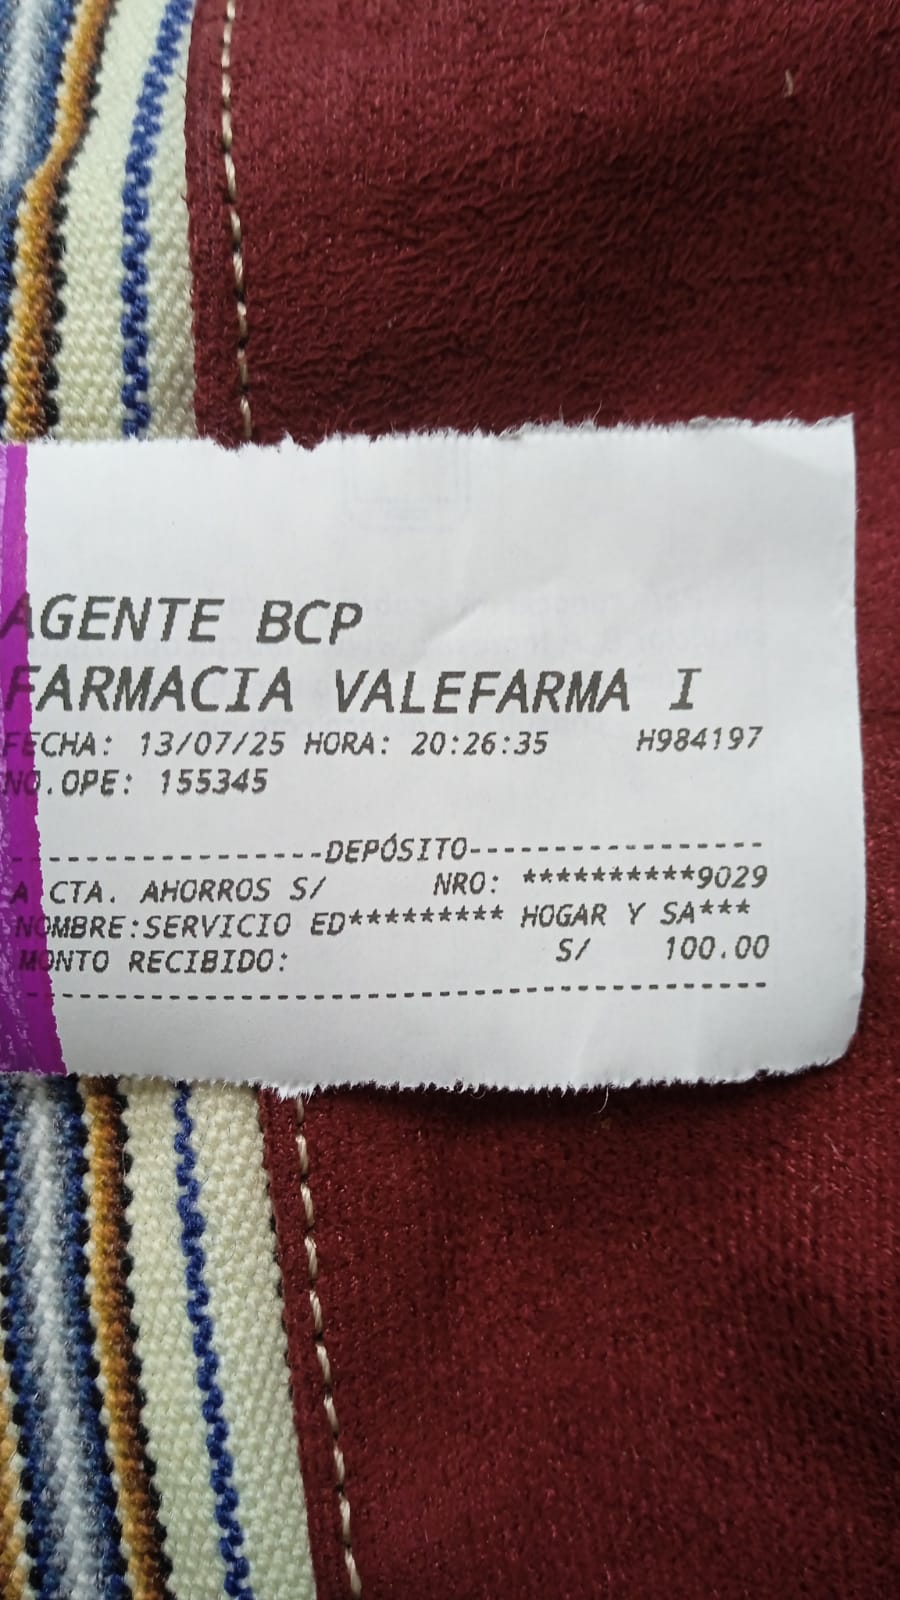 AGENTE BCP
FARMACIA VALEFARMA I
FECHA: 13/07/25 HORA: 20:26:35 H984197
NO.OPE: 155345
----------------DEPÓSITO-----------------
A CTA. AHORROS S/ NRO: **********9029
NOMBRE:SERVICIO ED********* HOGAR Y SA***
MONTO RECIBIDO: S/ 100.00